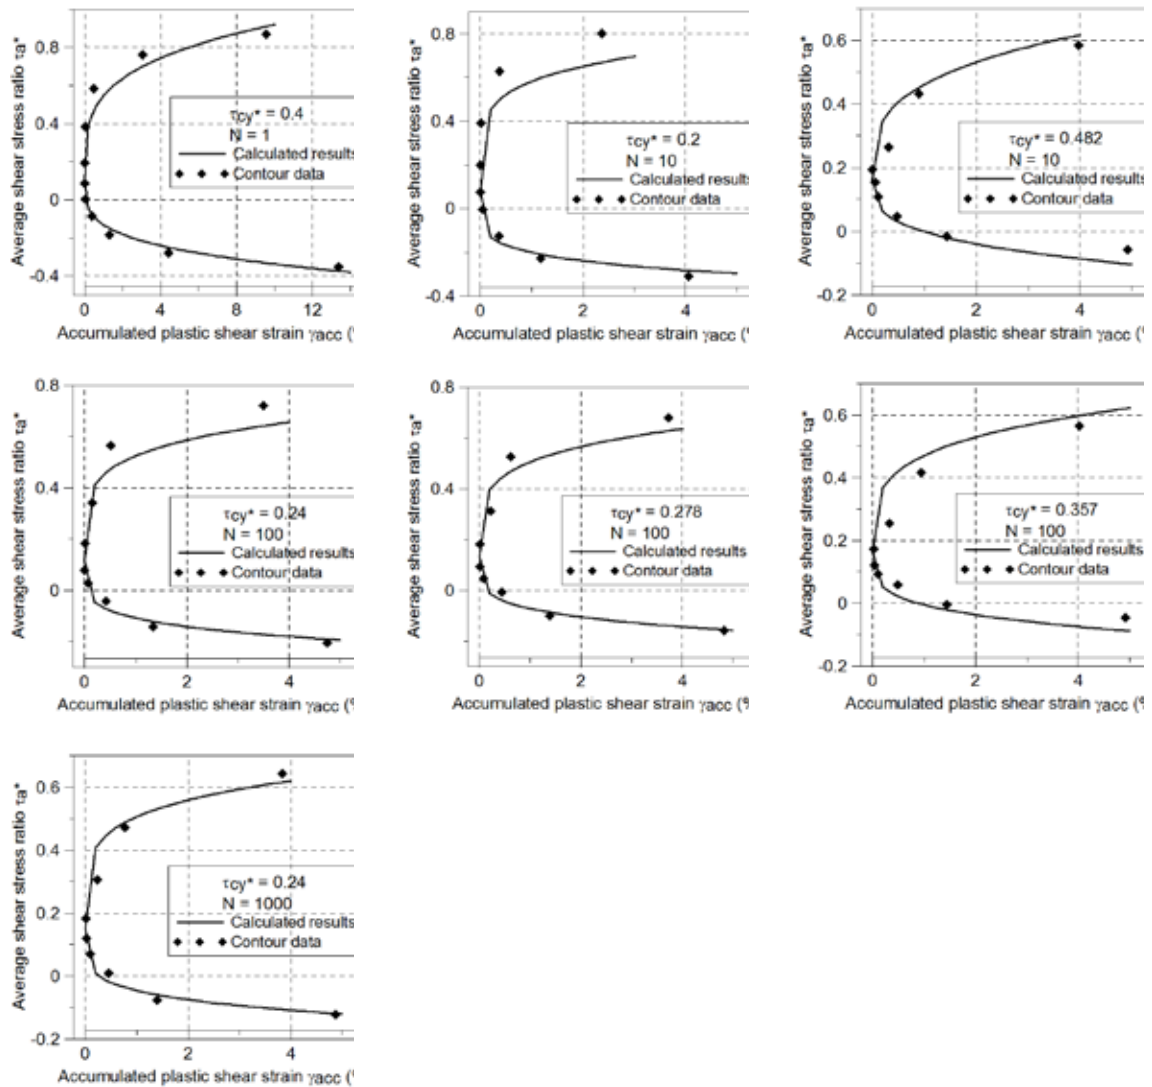 Average shear stress ratio τa*
0.8
0.4
0
-0.4
τcy* = 0.4
N = 1
Calculated results
Contour data
0 4 8 12
Accumulated plastic shear strain γacc (%
Average shear stress ratio τa*
0.8
0.4
0
-0.4
τcy* = 0.2
N = 10
Calculated results
Contour data
0 2 4
Accumulated plastic shear strain γacc (%
Average shear stress ratio τa*
0.6
0.4
0.2
0
-0.2
τcy* = 0.482
N = 10
Calculated results
Contour data
0 2 4
Accumulated plastic shear strain γacc (%
Average shear stress ratio τa*
0.8
0.4
0
τcy* = 0.24
N = 100
Calculated results
Contour data
0 2 4
Accumulated plastic shear strain γacc (%
Average shear stress ratio τa*
0.8
0.4
0
τcy* = 0.278
N = 100
Calculated results
Contour data
0 2 4
Accumulated plastic shear strain γacc (%
Average shear stress ratio τa*
0.6
0.4
0.2
0
-0.2
τcy* = 0.357
N = 100
Calculated results
Contour data
0 2 4
Accumulated plastic shear strain γacc (%
Average shear stress ratio τa*
0.6
0.4
0.2
0
-0.2
τcy* = 0.24
N = 1000
Calculated results
Contour data
0 2 4
Accumulated plastic shear strain γacc (%